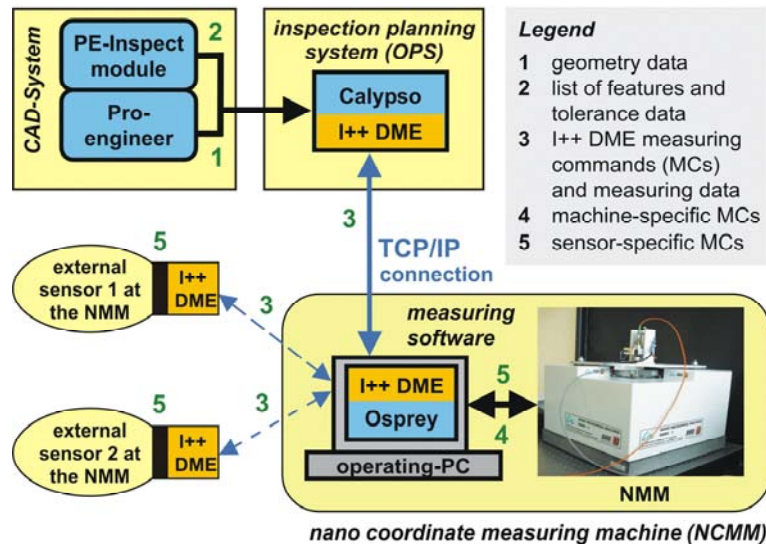 CAD-System
PE-Inspect
module
2
Pro-
engineer
1
inspection planning
system (OPS)
Calypso
I++ DME
Legend
1 geometry data
2 list of features and
tolerance data
3 I++ DME measuring
commands (MCs)
and measuring data
4 machine-specific MCs
5 sensor-specific MCs
3
TCP/IP
connection
5
external
sensor 1 at
the NMM
I++
DME
3
5
external
sensor 2 at
the NMM
I++
DME
3
measuring
software
I++ DME
Osprey
operating-PC
5
4
NMM
nano coordinate measuring machine (NCMM)